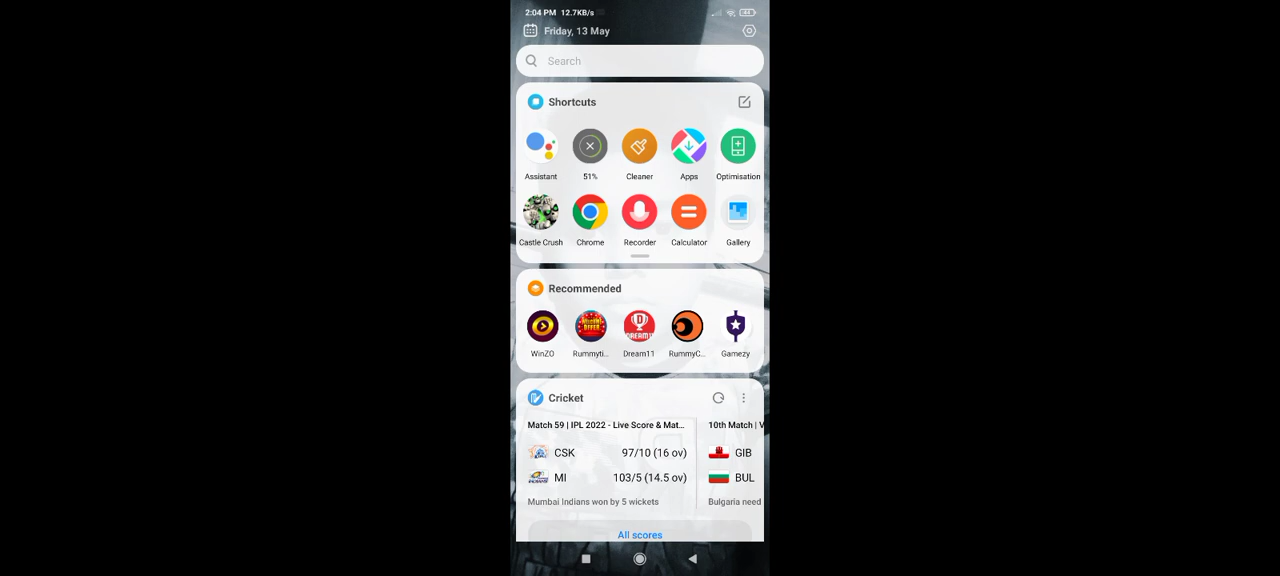 2:04 PM 12.7KB/s 44
Friday, 13 May
Search
Shortcuts
Assistant 51% Cleaner Apps Optimisation
Castle Crush Chrome Recorder Calculator Gallery
Recommended
WinZO Rummyti... Dream11 RummyC... Gamezy
Cricket
Match 59 | IPL 2022 - Live Score & Mat... 10th Match | V
CSK 97/10 (16 ov) GIB
MI 103/5 (14.5 ov) BUL
Mumbai Indians won by 5 wickets Bulgaria need
All scores